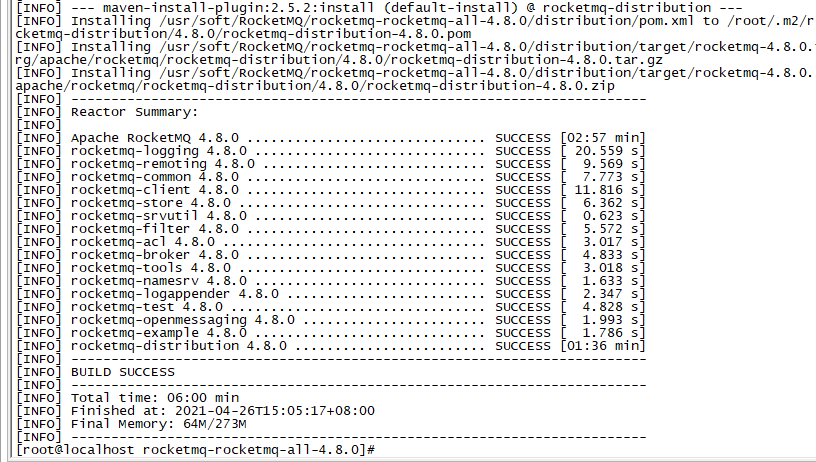 [INFO] --- maven-install-plugin:2.5.2:install (default-install) @ rocketmq-distribution ---
[INFO] Installing /usr/soft/RocketMQ/rocketmq-rocketmq-all-4.8.0/distribution/pom.xml to /root/.m2/r
cketmq-distribution/4.8.0/rocketmq-distribution-4.8.0.pom
[INFO] Installing /usr/soft/RocketMQ/rocketmq-rocketmq-all-4.8.0/distribution/target/rocketmq-4.8.0.
rg/apache/rocketmq/rocketmq-distribution/4.8.0/rocketmq-distribution-4.8.0.tar.gz
[INFO] Installing /usr/soft/RocketMQ/rocketmq-rocketmq-all-4.8.0/distribution/target/rocketmq-4.8.0.
apache/rocketmq/rocketmq-distribution/4.8.0/rocketmq-distribution-4.8.0.zip
[INFO] ------------------------------------------------------------------------
[INFO] Reactor Summary:
[INFO]
[INFO] Apache RocketMQ 4.8.0 .............................. SUCCESS [02:57 min]
[INFO] rocketmq-logging 4.8.0 ............................. SUCCESS [ 20.559 s]
[INFO] rocketmq-remoting 4.8.0 ............................ SUCCESS [  9.569 s]
[INFO] rocketmq-common 4.8.0 .............................. SUCCESS [  7.773 s]
[INFO] rocketmq-client 4.8.0 .............................. SUCCESS [ 11.816 s]
[INFO] rocketmq-store 4.8.0 ............................... SUCCESS [  6.362 s]
[INFO] rocketmq-srvutil 4.8.0 ............................. SUCCESS [  0.623 s]
[INFO] rocketmq-filter 4.8.0 .............................. SUCCESS [  5.572 s]
[INFO] rocketmq-acl 4.8.0 ................................. SUCCESS [  3.017 s]
[INFO] rocketmq-broker 4.8.0 .............................. SUCCESS [  4.833 s]
[INFO] rocketmq-tools 4.8.0 ............................... SUCCESS [  3.018 s]
[INFO] rocketmq-namesrv 4.8.0 ............................. SUCCESS [  1.633 s]
[INFO] rocketmq-logappender 4.8.0 ......................... SUCCESS [  2.347 s]
[INFO] rocketmq-test 4.8.0 ................................ SUCCESS [  4.828 s]
[INFO] rocketmq-openmessaging 4.8.0 ....................... SUCCESS [  1.993 s]
[INFO] rocketmq-example 4.8.0 ............................. SUCCESS [  1.786 s]
[INFO] rocketmq-distribution 4.8.0 ........................ SUCCESS [01:36 min]
[INFO] ------------------------------------------------------------------------
[INFO] BUILD SUCCESS
[INFO] ------------------------------------------------------------------------
[INFO] Total time: 06:00 min
[INFO] Finished at: 2021-04-26T15:05:17+08:00
[INFO] Final Memory: 64M/273M
[INFO] ------------------------------------------------------------------------
[root@localhost rocketmq-rocketmq-all-4.8.0]#